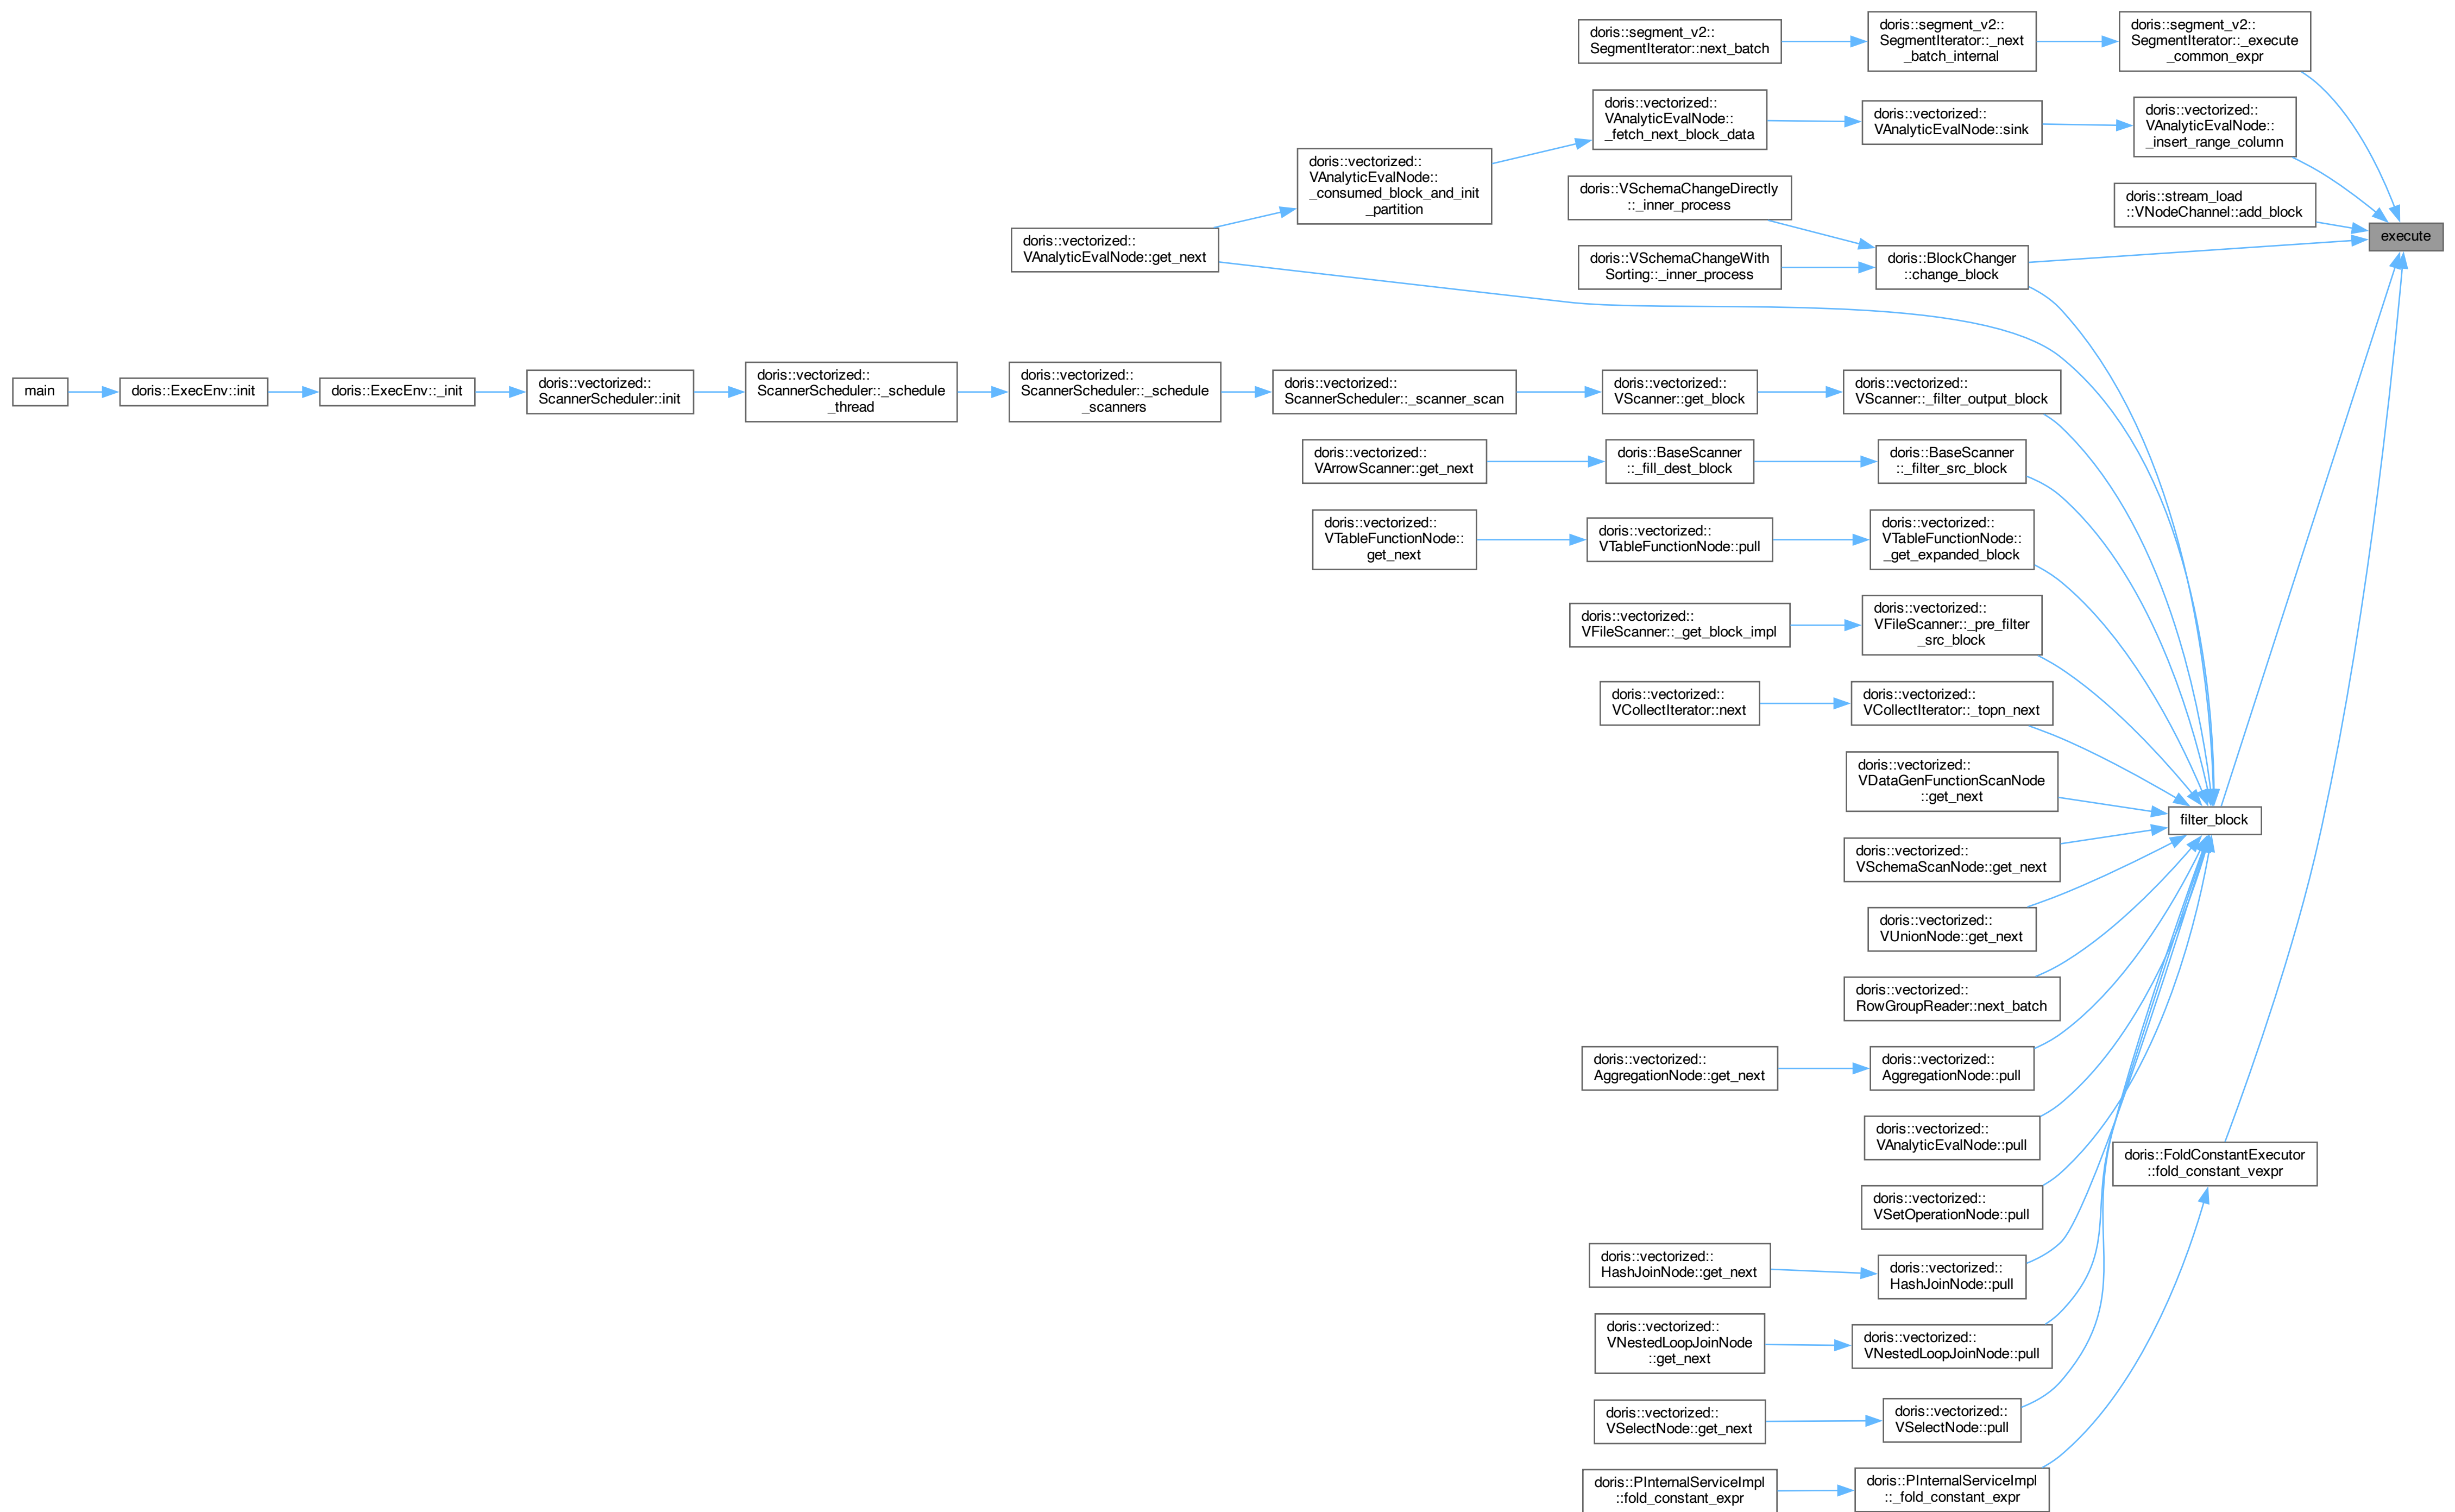 doris::segment_v2::
SegmentIterator::next_batch
doris::segment_v2::
SegmentIterator::_next
_batch_internal
doris::segment_v2::
SegmentIterator::_execute
_common_expr
doris::vectorized::
VAnalyticEvalNode::
_fetch_next_block_data
doris::vectorized::
VAnalyticEvalNode::sink
doris::vectorized::
VAnalyticEvalNode::
_insert_range_column
doris::vectorized::
VAnalyticEvalNode::
_consumed_block_and_init
_partition
doris::VSchemaChangeDirectly
::_inner_process
doris::stream_load
::VNodeChannel::add_block
execute
doris::vectorized::
VAnalyticEvalNode::get_next
doris::VSchemaChangeWith
Sorting::_inner_process
doris::BlockChanger
::change_block
main
doris::ExecEnv::init
doris::ExecEnv::_init
doris::vectorized::
ScannerScheduler::init
doris::vectorized::
ScannerScheduler::_schedule
_thread
doris::vectorized::
ScannerScheduler::_schedule
_scanners
doris::vectorized::
ScannerScheduler::_scanner_scan
doris::vectorized::
VScanner::get_block
doris::vectorized::
VScanner::_filter_output_block
doris::vectorized::
VArrowScanner::get_next
doris::BaseScanner
::_fill_dest_block
doris::BaseScanner
::_filter_src_block
doris::vectorized::
VTableFunctionNode::
get_next
doris::vectorized::
VTableFunctionNode::pull
doris::vectorized::
VTableFunctionNode::
_get_expanded_block
doris::vectorized::
VFileScanner::_get_block_impl
doris::vectorized::
VFileScanner::_pre_filter
_src_block
doris::vectorized::
VCollectIterator::next
doris::vectorized::
VCollectIterator::_topn_next
doris::vectorized::
VDataGenFunctionScanNode
::get_next
filter_block
doris::vectorized::
VSchemaScanNode::get_next
doris::vectorized::
VUnionNode::get_next
doris::vectorized::
RowGroupReader::next_batch
doris::vectorized::
AggregationNode::get_next
doris::vectorized::
AggregationNode::pull
doris::vectorized::
VAnalyticEvalNode::pull
doris::FoldConstantExecutor
::fold_constant_vexpr
doris::vectorized::
VSetOperationNode::pull
doris::vectorized::
HashJoinNode::get_next
doris::vectorized::
HashJoinNode::pull
doris::vectorized::
VNestedLoopJoinNode
::get_next
doris::vectorized::
VNestedLoopJoinNode::pull
doris::vectorized::
VSelectNode::get_next
doris::vectorized::
VSelectNode::pull
doris::PInternalServiceImpl
::fold_constant_expr
doris::PInternalServiceImpl
::_fold_constant_expr